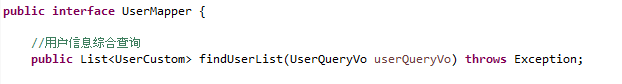 public interface UserMapper {
//用户信息综合查询
public List<UserCustom> findUserList(UserQueryVo userQueryVo) throws Exception;